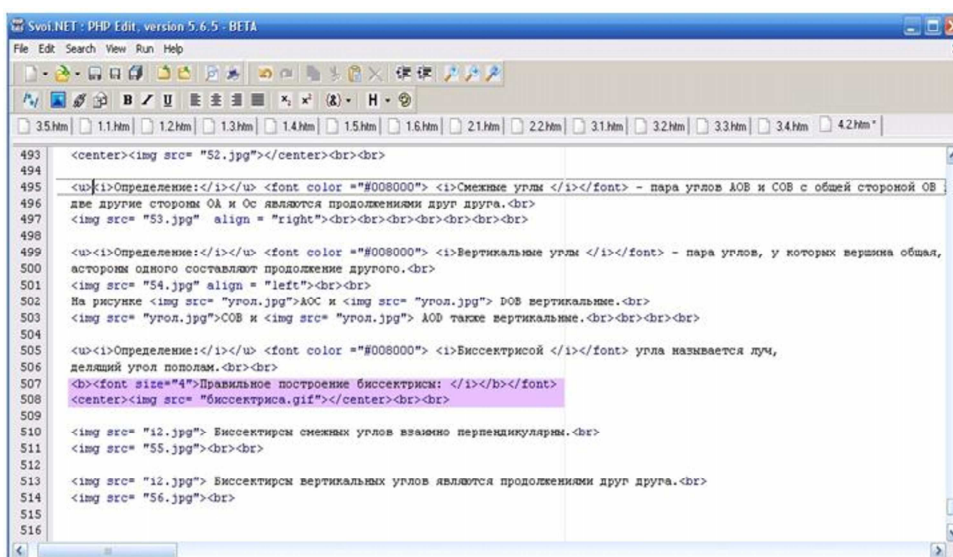 Svoi.NET : PHP Edit, version 5.6.5 - BETA
File Edit Search View Run Help
B I U x₂ x² (&) H
3.5.htm 1.1.htm 1.2.htm 1.3.htm 1.4.htm 1.5.htm 1.6.htm 2.1.htm 2.2.htm 3.1.htm 3.2.htm 3.3.htm 3.4.htm 4.2.htm *
493 <center><img src= "52.jpg"></center><br><br>
494
495 <u><i>Определение:</i></u> <font color ="#008000"> <i>Смежные углы </i></font> - пара углов AOB и COB с общей стороной OB
496 две другие стороны OA и Oc являются продолжениями друг друга.<br>
497 <img src= "53.jpg" align = "right"><br><br><br><br><br><br><br>
498
499 <u><i>Определение:</i></u> <font color ="#008000"> <i>Вертикальные углы </i></font> - пара углов, у которых вершина общая,
500 астороны одного составляют продолжение другого.<br>
501 <img src= "54.jpg" align = "left"><br><br>
502 На рисунке <img src= "угол.jpg">AOC и <img src= "угол.jpg"> DOB вертикальные.<br>
503 <img src= "угол.jpg">COB и <img src= "угол.jpg"> AOD также вертикальные.<br><br><br><br>
504
505 <u><i>Определение:</i></u> <font color ="#008000"> <i>Биссектрисой </i></font> угла называется луч,
506 делящий угол пополам.<br><br>
507 <b><font size="4">Правильное построение биссектрисы: </i></b></font>
508 <center><img src= "биссектриса.gif"></center><br><br>
509
510 <img src= "i2.jpg"> Биссектирсы смежных углов взаимно перпендикулярны.<br>
511 <img src= "55.jpg"><br><br>
512
513 <img src= "i2.jpg"> Биссектирсы вертикальных углов являются продолжениями друг друга.<br>
514 <img src= "56.jpg"><br>
515
516